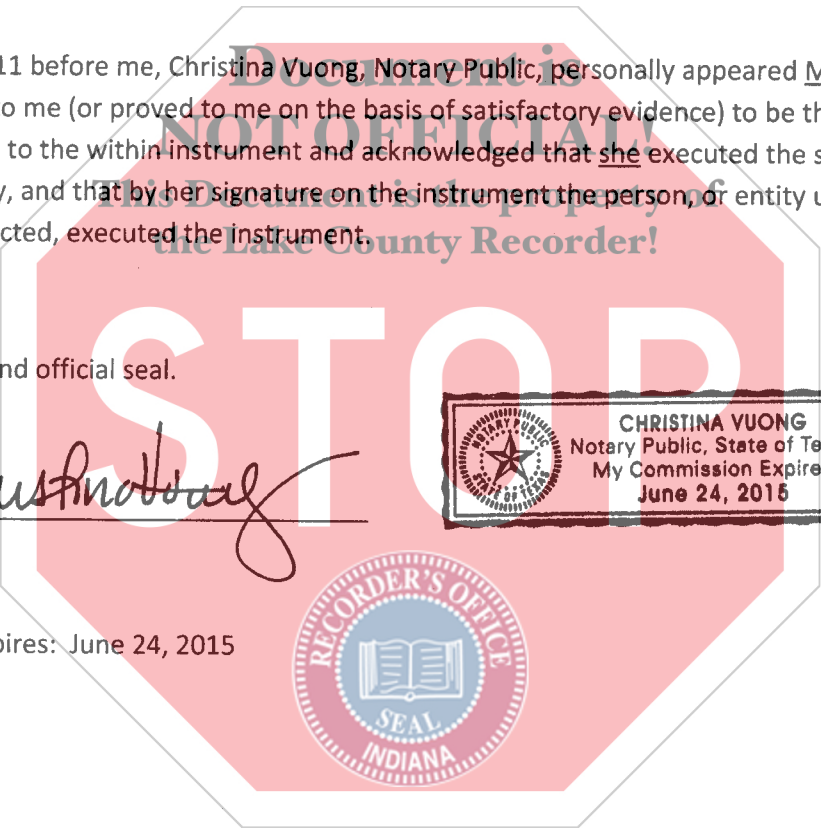 Document is
11 before me, Christina Vuong, Notary Public, personally appeared M
NOT OFFICIAL!
o me (or proved to me on the basis of satisfactory evidence) to be th
to the within instrument and acknowledged that she executed the s
This Document is the property of
y, and that by her signature on the instrument the person, or entity u
the Lake County Recorder!
cted, executed the instrument.
STOP
nd official seal.
CHRISTINA VUONG
Notary Public, State of Te
My Commission Expire
June 24, 2015
NOTARY PUBLIC
STATE OF TEXAS
RECORDER'S OFFICE
SEAL
INDIANA
pires: June 24, 2015